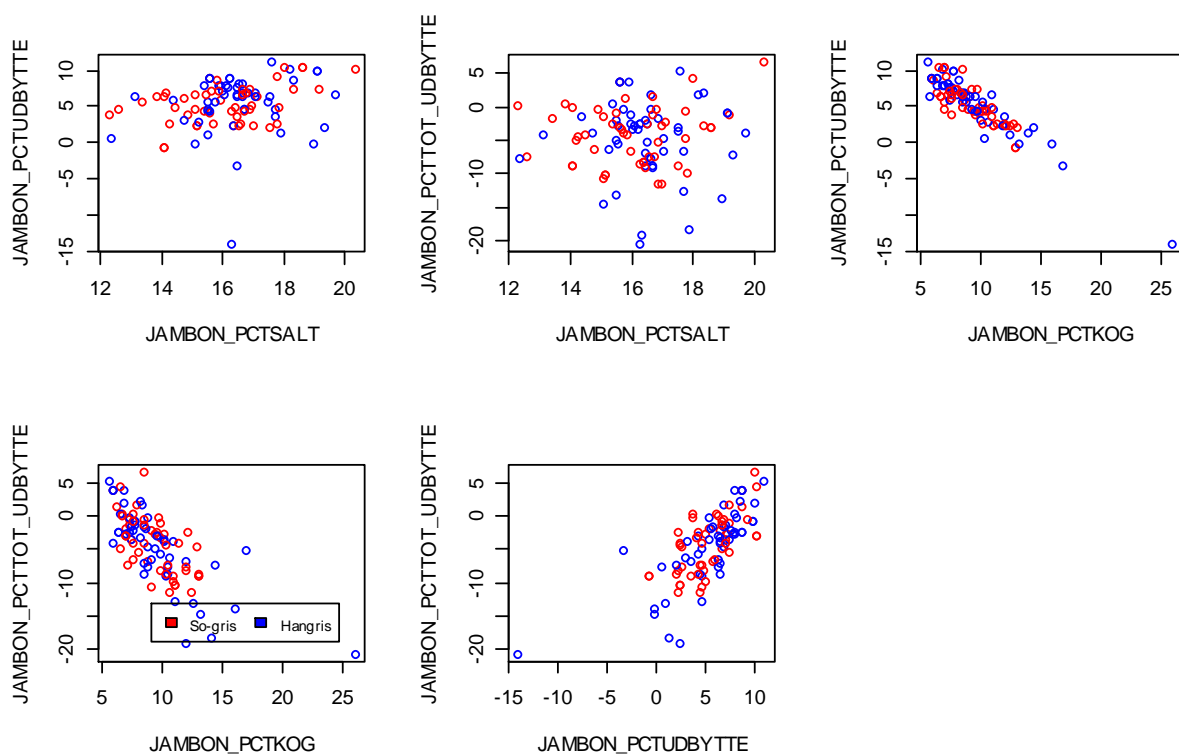 JAMBON_PCTUDBYTTE
10
5
0
-5
-15
12 14 16 18 20
JAMBON_PCTSALT
JAMBON_PCTTOT_UDBYTTE
5
0
-10
-20
12 14 16 18 20
JAMBON_PCTSALT
JAMBON_PCTUDBYTTE
10
5
0
-5
-15
5 10 15 20 25
JAMBON_PCTKOG
JAMBON_PCTTOT_UDBYTTE
5
0
-10
-20
So-gris Hangris
5 10 15 20 25
JAMBON_PCTKOG
JAMBON_PCTTOT_UDBYTTE
5
0
-10
-20
-15 -10 -5 0 5 10
JAMBON_PCTUDBYTTE